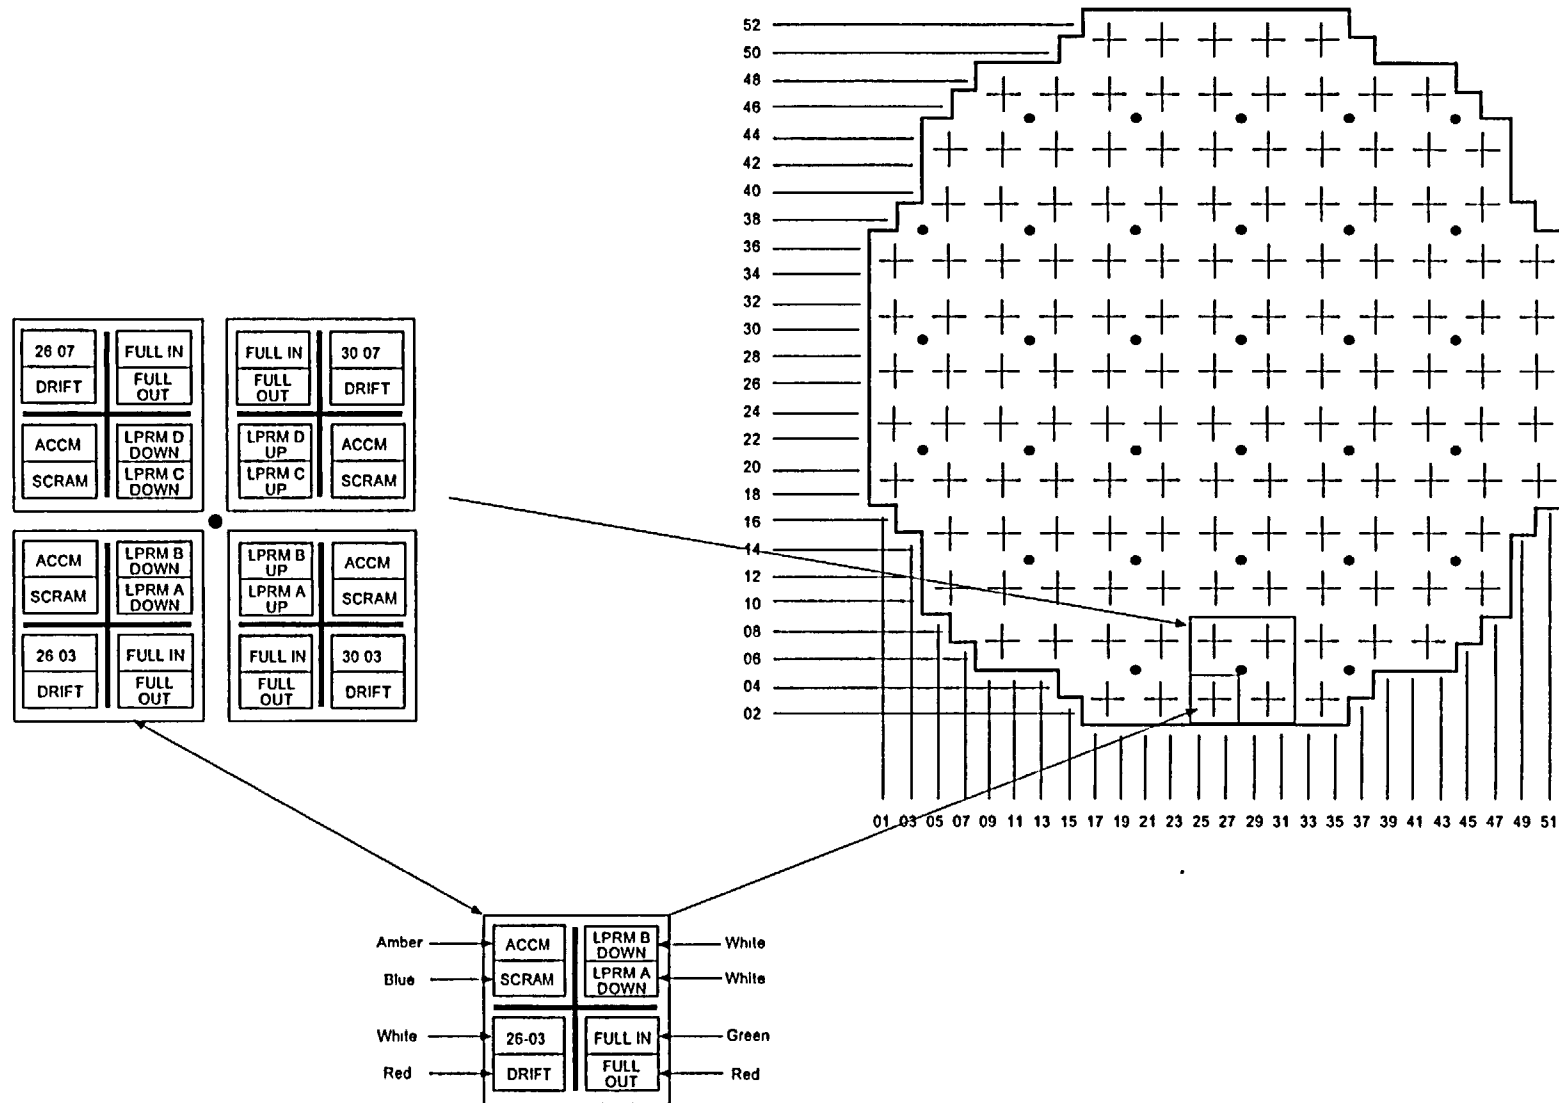 52
50
48
46
44
42
40
38
36
34
32
30
28
26
24
22
20
18
16
14
12
10
08
06
04
02
01 03 05 07 09 11 13 15 17 19 21 23 25 27 29 31 33 35 37 39 41 43 45 47 49 51
26 07 FULL IN FULL IN 30 07
DRIFT FULL OUT FULL OUT DRIFT
ACCM LPRM D DOWN LPRM D UP ACCM
SCRAM LPRM C DOWN LPRM C UP SCRAM
ACCM LPRM B DOWN LPRM B UP ACCM
SCRAM LPRM A DOWN LPRM A UP SCRAM
26 03 FULL IN FULL IN 30 03
DRIFT FULL OUT FULL OUT DRIFT
Amber ACCM LPRM B DOWN White
Blue SCRAM LPRM A DOWN White
White 26-03 FULL IN Green
Red DRIFT FULL OUT Red